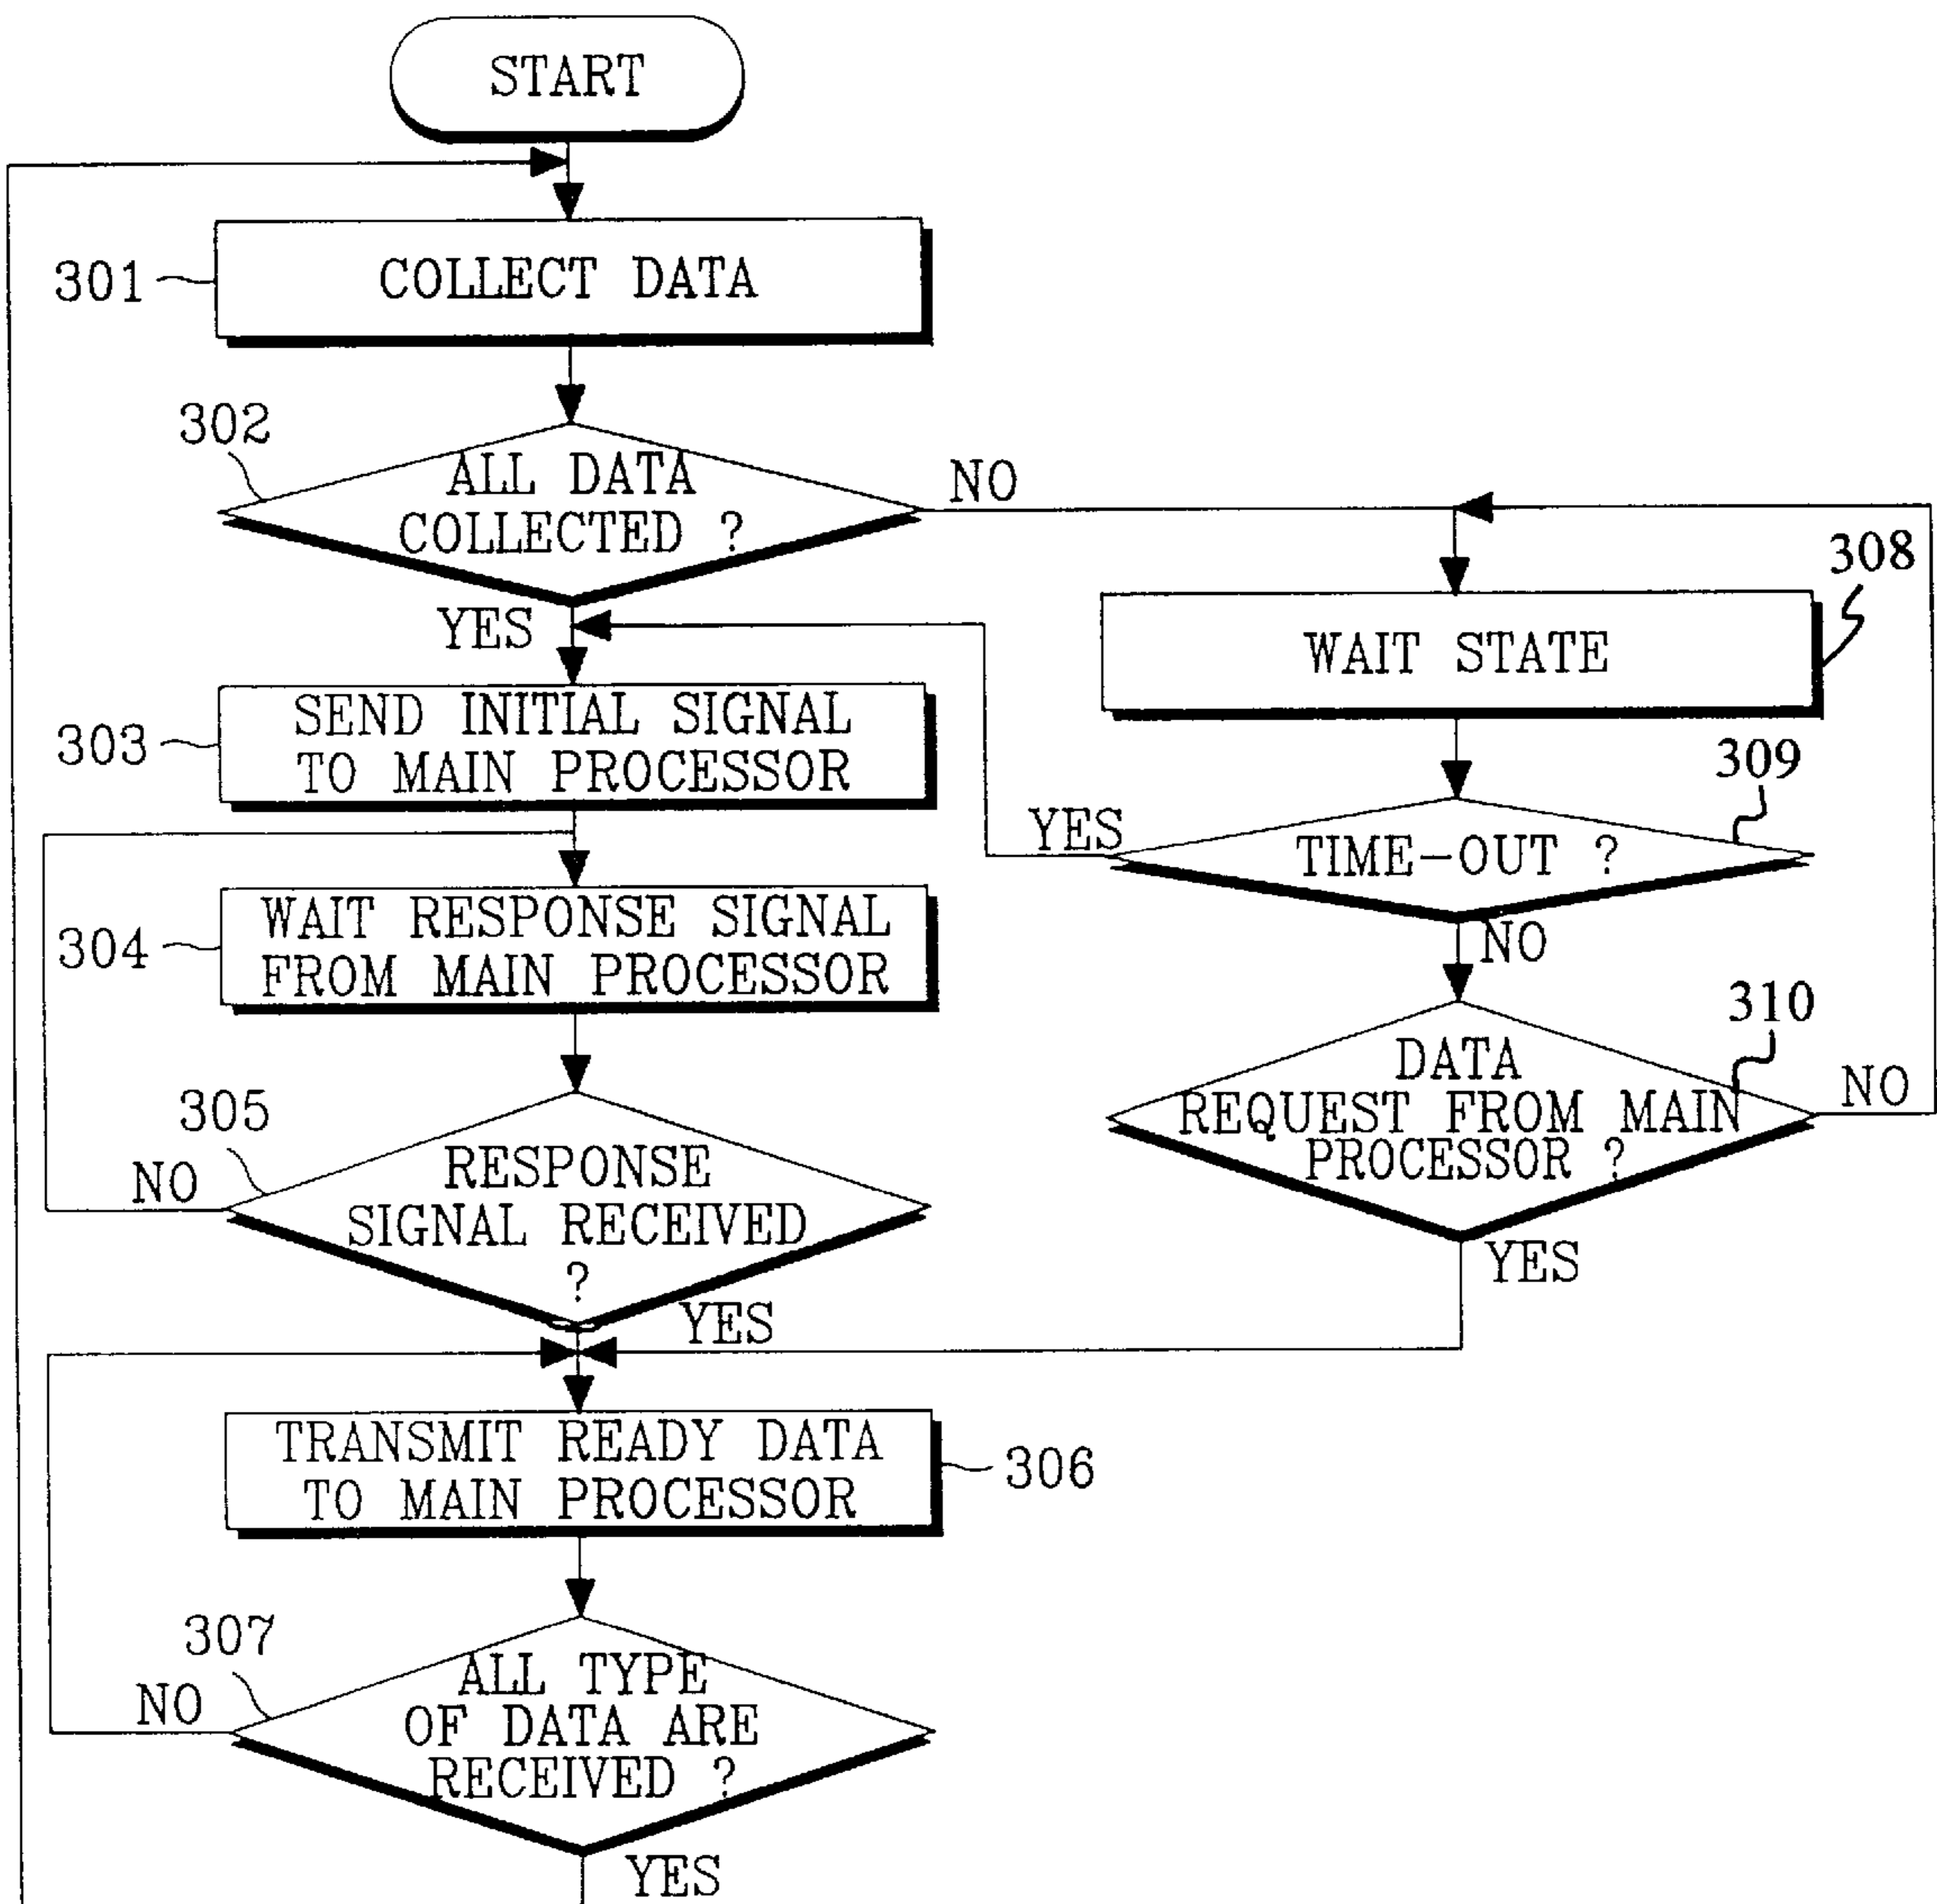 START
301
COLLECT DATA
302
ALL DATA
COLLECTED ?
NO
YES
308
WAIT STATE
303
SEND INITIAL SIGNAL
TO MAIN PROCESSOR
309
YES
TIME-OUT ?
NO
304
WAIT RESPONSE SIGNAL
FROM MAIN PROCESSOR
310
DATA
REQUEST FROM MAIN
PROCESSOR ?
NO
YES
305
NO
RESPONSE
SIGNAL RECEIVED
?
YES
TRANSMIT READY DATA
TO MAIN PROCESSOR
306
307
NO
ALL TYPE
OF DATA ARE
RECEIVED ?
YES